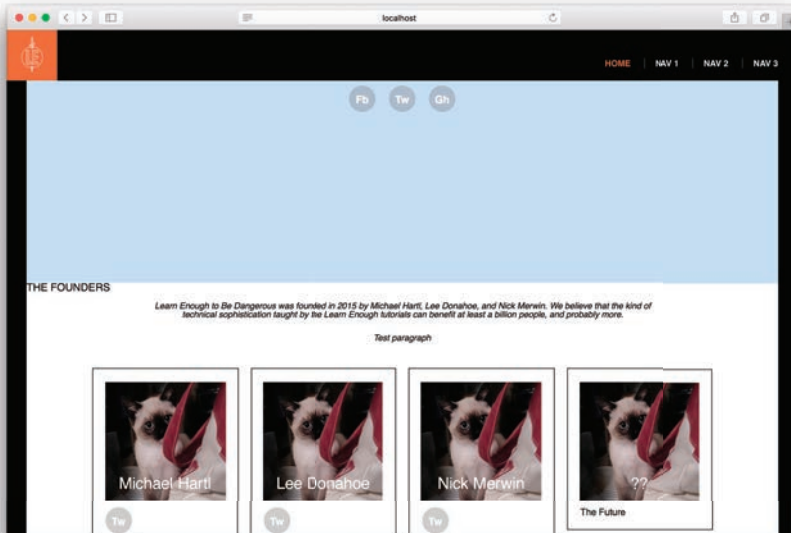 localhost
LE
HOME NAV 1 NAV 2 NAV 3
Fb Tw Gh
THE FOUNDERS
Learn Enough to Be Dangerous was founded in 2015 by Michael Hartl, Lee Donahoe, and Nick Merwin. We believe that the kind of
technical sophistication taught by the Learn Enough tutorials can benefit at least a billion people, and probably more.
Test paragraph
Michael Hartl Lee Donahoe Nick Merwin ??
Tw Tw Tw The Future